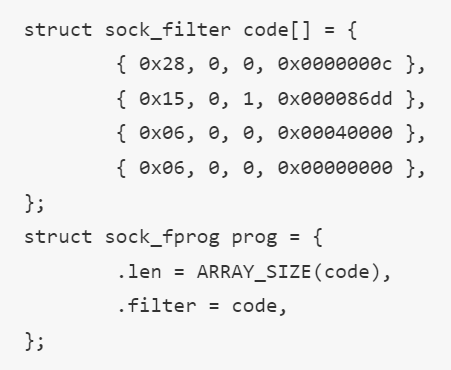 struct sock_filter code[] = {
        { 0x28, 0, 0, 0x0000000c },
        { 0x15, 0, 1, 0x000086dd },
        { 0x06, 0, 0, 0x00040000 },
        { 0x06, 0, 0, 0x00000000 },
};
struct sock_fprog prog = {
        .len = ARRAY_SIZE(code),
        .filter = code,
};